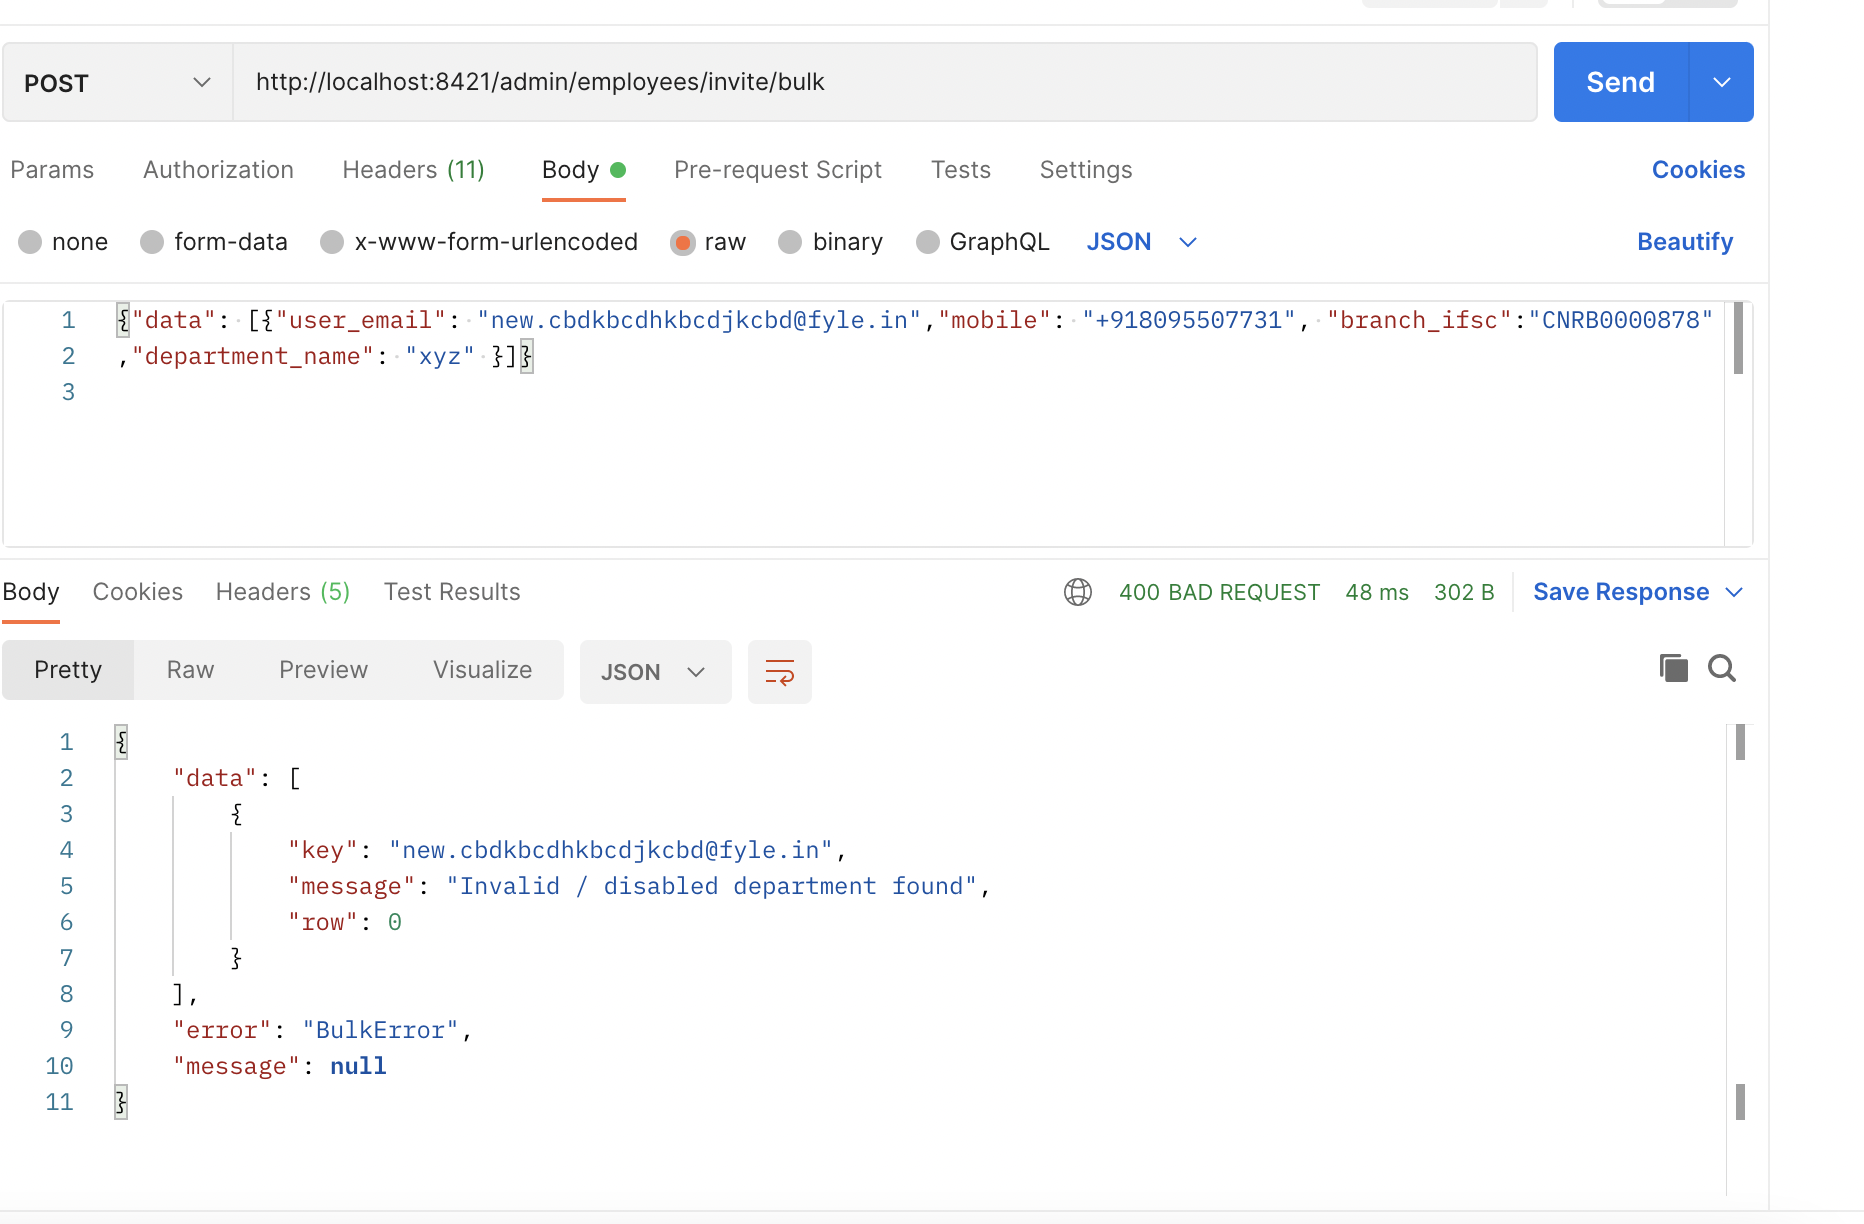 POST http://localhost:8421/admin/employees/invite/bulk Send
Params Authorization Headers (11) Body Pre-request Script Tests Settings Cookies
none form-data x-www-form-urlencoded raw binary GraphQL JSON Beautify
1 {"data": [{"user_email": "new.cbdkbcdhkbcdjkcbd@fyle.in","mobile": "+918095507731", "branch_ifsc":"CNRB0000878"
2 ,"department_name": "xyz" }]}
3
Body Cookies Headers (5) Test Results 400 BAD REQUEST 48 ms 302 B Save Response
Pretty Raw Preview Visualize JSON
1 {
2 "data": [
3 {
4 "key": "new.cbdkbcdhkbcdjkcbd@fyle.in",
5 "message": "Invalid / disabled department found",
6 "row": 0
7 }
8 ],
9 "error": "BulkError",
10 "message": null
11 }